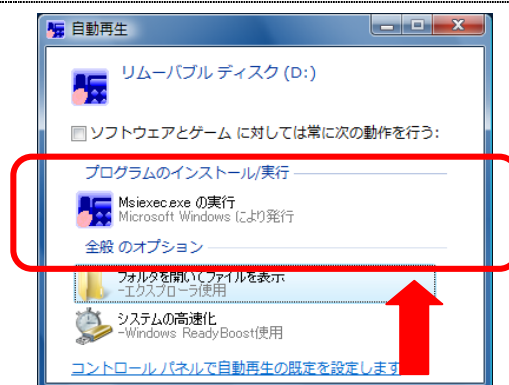 自動再生
リムーバブル ディスク (D:)
ソフトウェアとゲーム に対しては常に次の動作を行う:
プログラムのインストール/実行
Msiexec.exe の実行
Microsoft Windows により発行
全般 のオプション
フォルダを開いてファイルを表示
-エクスプローラ使用
システムの高速化
-Windows ReadyBoost使用
コントロール パネルで自動再生の既定を設定します